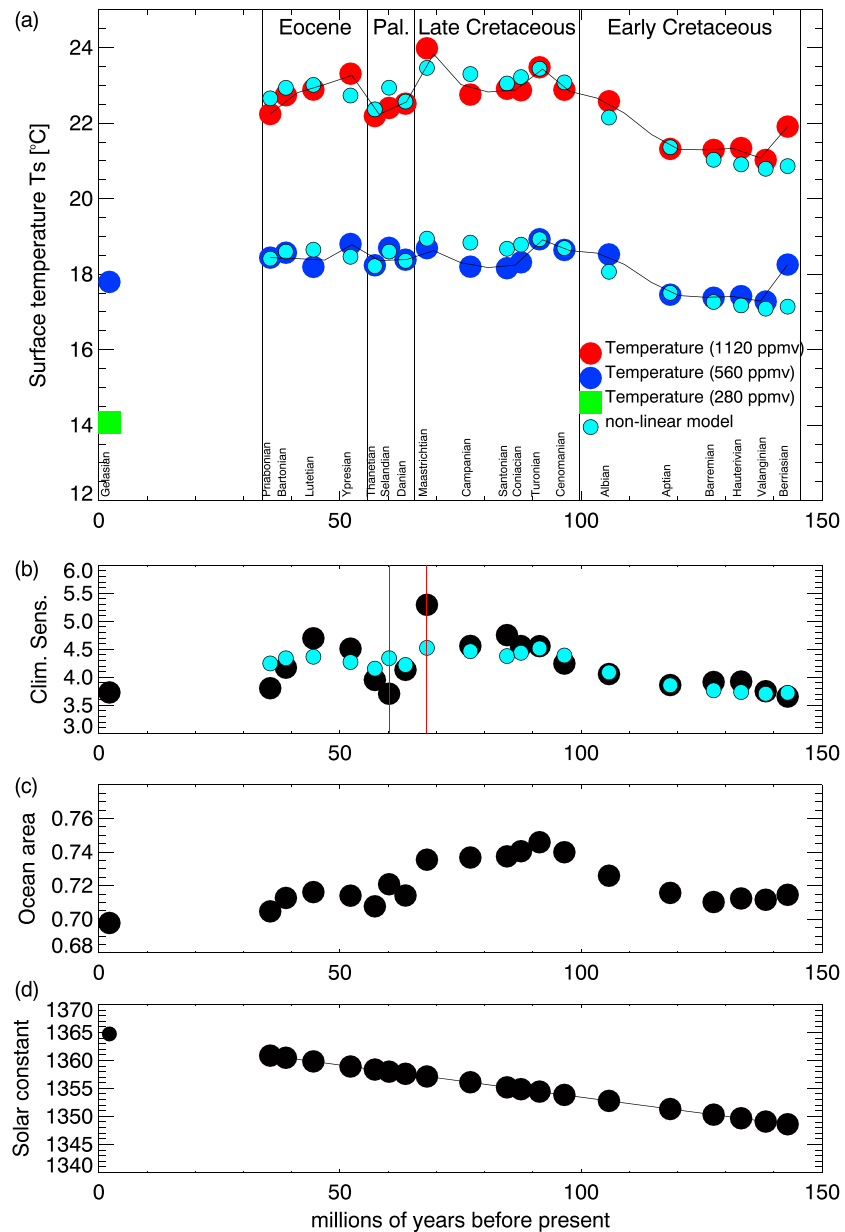 (a)
Eocene Pal. Late Cretaceous Early Cretaceous
Surface temperature Ts [°C]
24
22
20
18
16
14
12
Temperature (1120 ppmv)
Temperature (560 ppmv)
Temperature (280 ppmv)
non-linear model
Gelasian Priabonian Bartonian Lutetian Ypresian Thanetian Selandian Danian Maastrichtian Campanian Santonian Coniacian Turonian Cenomanian Albian Aptian Barremian Hauterivian Valanginian Berriasian
0 50 100 150
(b)
Clim. Sens.
6.0
5.5
5.0
4.5
4.0
3.5
3.0
0 50 100 150
(c)
Ocean area
0.76
0.74
0.72
0.70
0.68
0 50 100 150
(d)
Solar constant
1370
1365
1360
1355
1350
1345
1340
0 50 100 150
millions of years before present